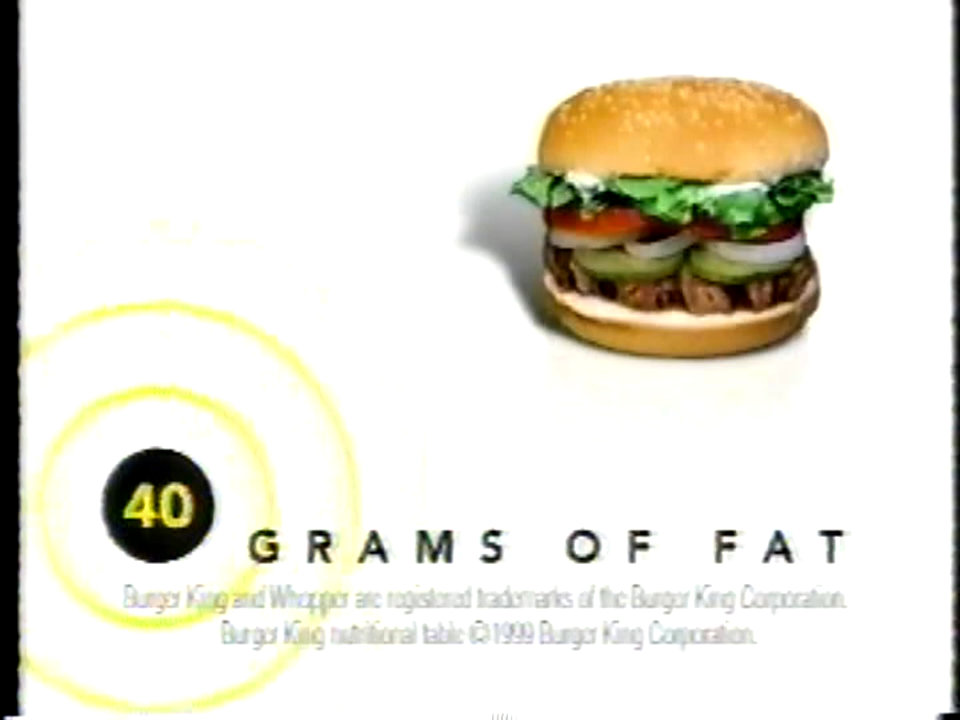 40 GRAMS OF FAT
Burger King and Whopper are registered trademarks of the Burger King Corporation.
Burger King nutritional table ©1999 Burger King Corporation.